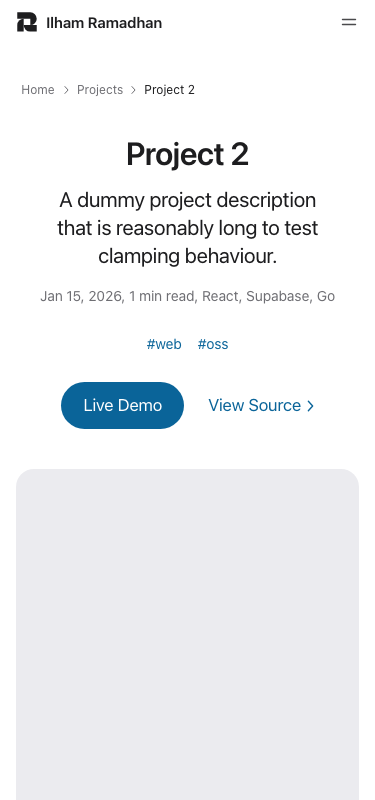 Ilham Ramadhan
Home > Projects > Project 2
Project 2
A dummy project description
that is reasonably long to test
clamping behaviour.
Jan 15, 2026, 1 min read, React, Supabase, Go
#web #oss
Live Demo View Source >